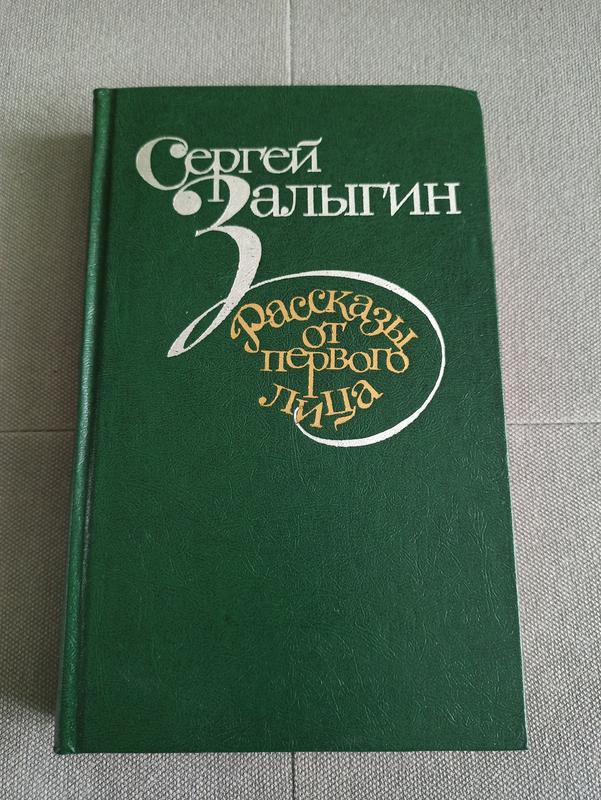 Сергей
Залыгин
Рассказы
от
первого
лица